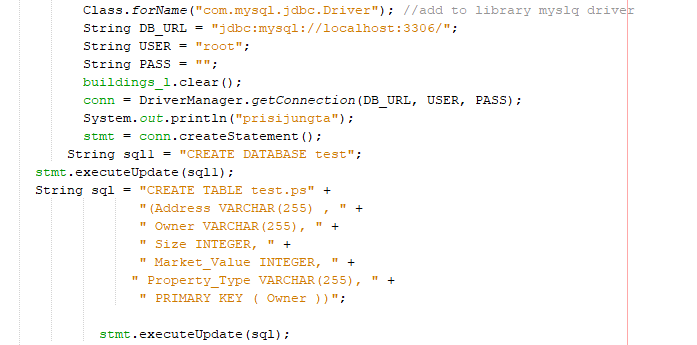 Class.forName("com.mysql.jdbc.Driver"); //add to library myslq driver
String DB_URL = "jdbc:mysql://localhost:3306/";
String USER = "root";
String PASS = "";
buildings_l.clear();
conn = DriverManager.getConnection(DB_URL, USER, PASS);
System.out.println("prisijungta");
stmt = conn.createStatement();
String sql1 = "CREATE DATABASE test";
stmt.executeUpdate(sql1);
String sql = "CREATE TABLE test.ps" +
"(Address VARCHAR(255) , " +
" Owner VARCHAR(255), " +
" Size INTEGER, " +
" Market_Value INTEGER, " +
" Property_Type VARCHAR(255), " +
" PRIMARY KEY ( Owner ))";
stmt.executeUpdate(sql);